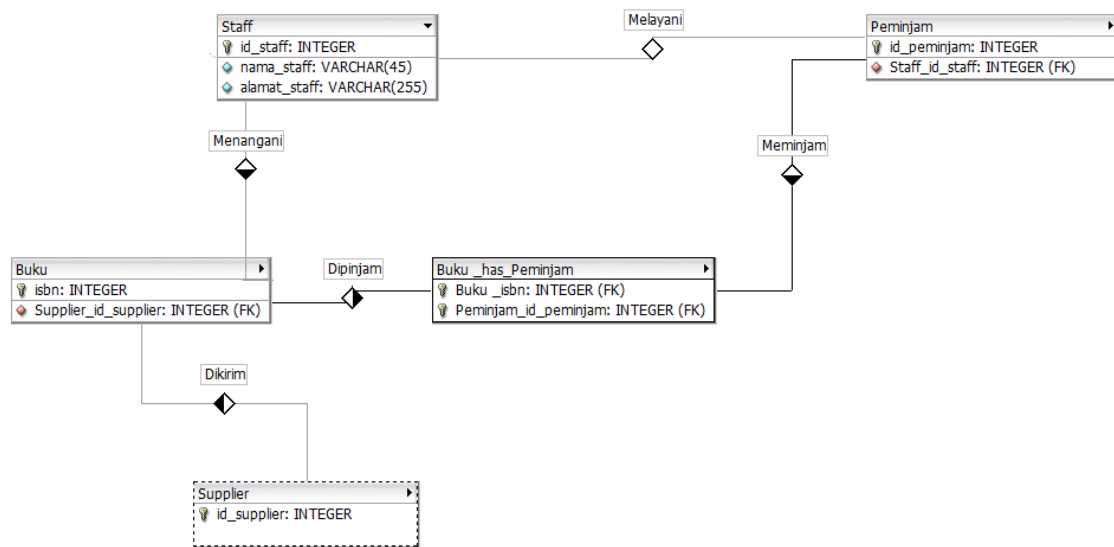 Staff
id_staff: INTEGER
nama_staff: VARCHAR(45)
alamat_staff: VARCHAR(255)
Melayani
Peminjam
id_peminjam: INTEGER
Staff_id_staff: INTEGER (FK)
Menangani
Meminjam
Buku
isbn: INTEGER
Supplier_id_supplier: INTEGER (FK)
Dipinjam
Buku _has_Peminjam
Buku _isbn: INTEGER (FK)
Peminjam_id_peminjam: INTEGER (FK)
Dikirim
Supplier
id_supplier: INTEGER